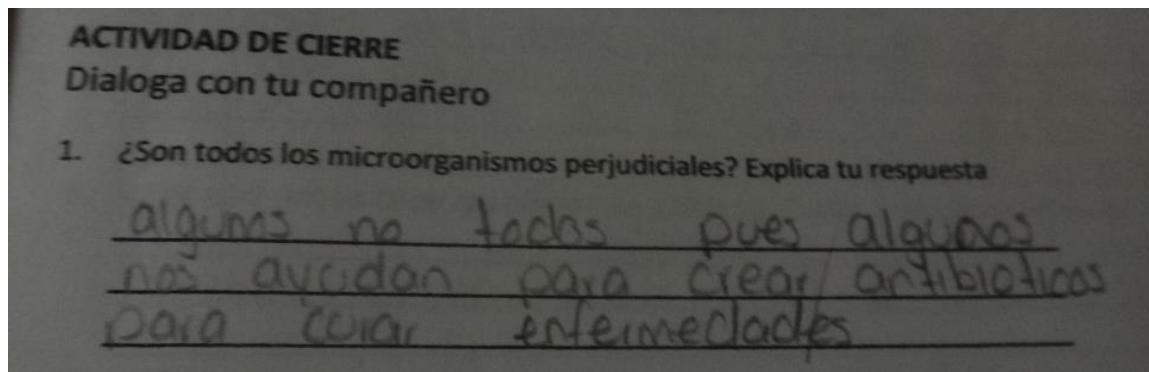 ACTIVIDAD DE CIERRE
Dialoga con tu compañero
1. ¿Son todos los microorganismos perjudiciales? Explica tu respuesta
algunos no todos pues algunos
nos ayudan para crear antibioticos
para curar enfermedades